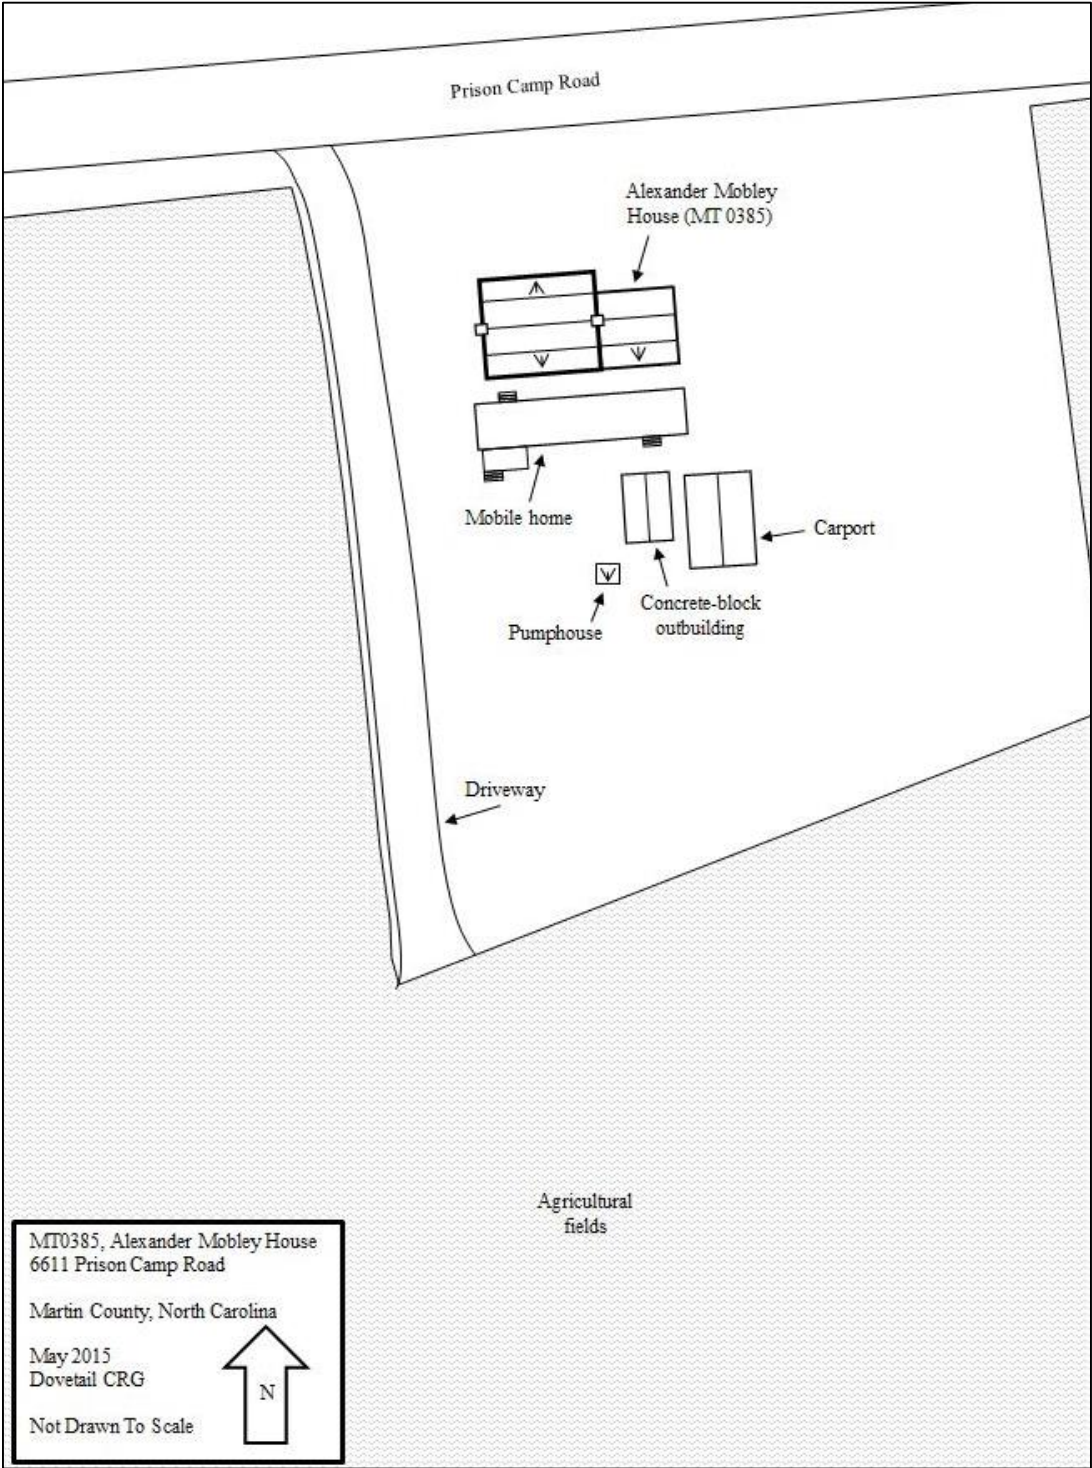 Prison Camp Road
Alexander Mobley
House (MT 0385)
Mobile home
Carport
Concrete-block
outbuilding
Pumphouse
Driveway
Agricultural
fields
MT0385, Alexander Mobley House
6611 Prison Camp Road
Martin County, North Carolina
May 2015
Dovetail CRG
N
Not Drawn To Scale